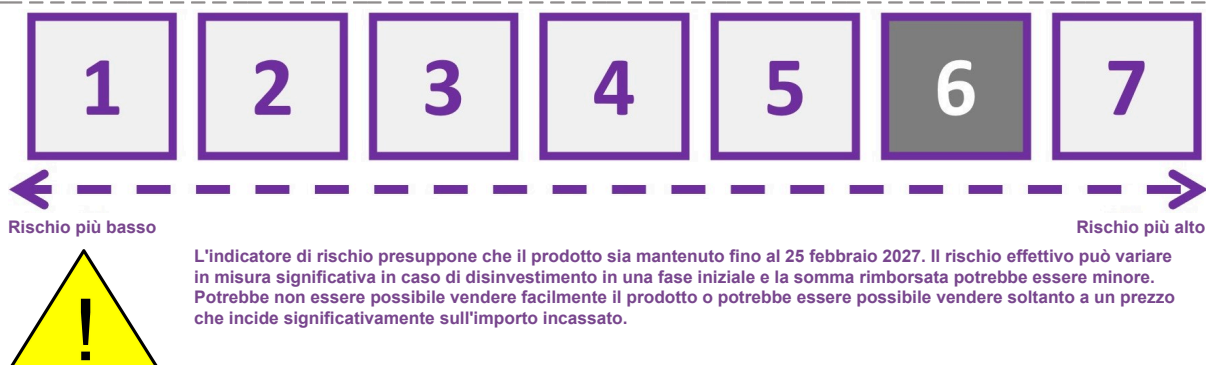 1 2 3 4 5 6 7
Rischio più basso Rischio più alto
L'indicatore di rischio presuppone che il prodotto sia mantenuto fino al 25 febbraio 2027. Il rischio effettivo può variare
in misura significativa in caso di disinvestimento in una fase iniziale e la somma rimborsata potrebbe essere minore.
Potrebbe non essere possibile vendere facilmente il prodotto o potrebbe essere possibile vendere soltanto a un prezzo
che incide significativamente sull'importo incassato.
!